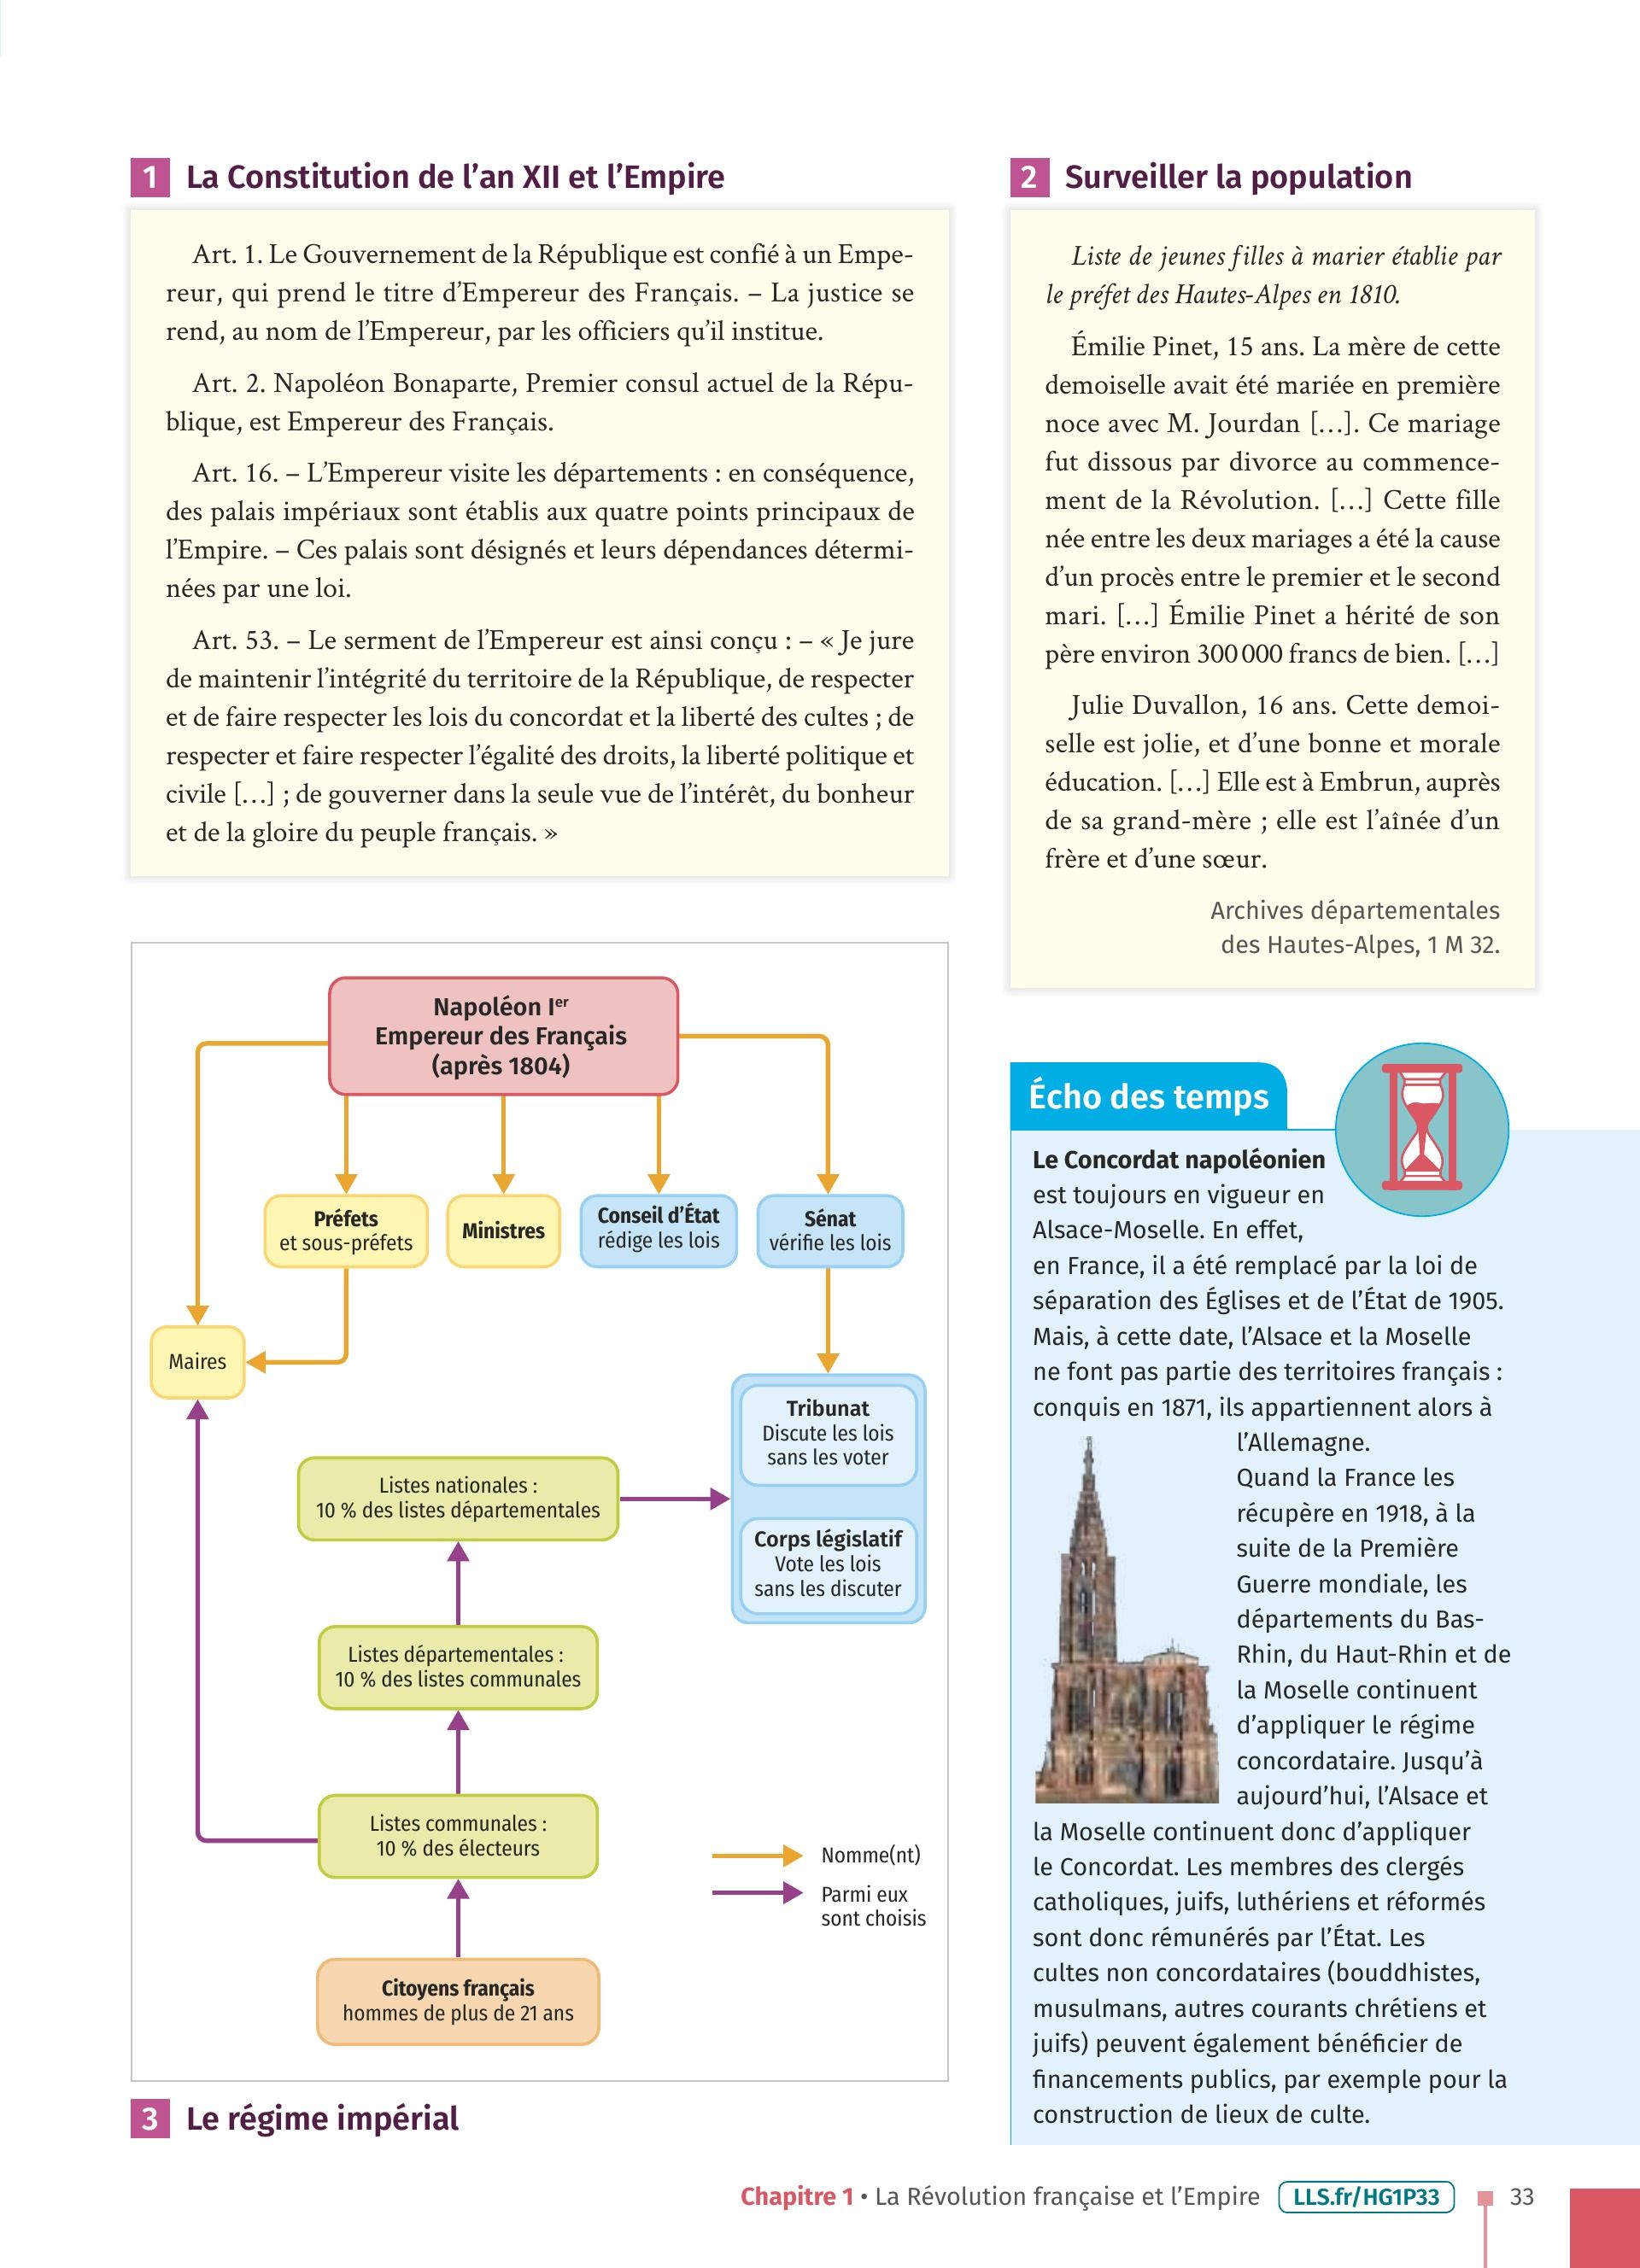 1 La Constitution de l’an XII et l’Empire
Art. 1. Le Gouvernement de la République est confié à un Empe-
reur, qui prend le titre d’Empereur des Français. – La justice se
rend, au nom de l’Empereur, par les officiers qu’il institue.
Art. 2. Napoléon Bonaparte, Premier consul actuel de la Répu-
blique, est Empereur des Français.
Art. 16. – L’Empereur visite les départements : en conséquence,
des palais impériaux sont établis aux quatre points principaux de
l’Empire. – Ces palais sont désignés et leurs dépendances détermi-
nées par une loi.
Art. 53. – Le serment de l’Empereur est ainsi conçu : – « Je jure
de maintenir l’intégrité du territoire de la République, de respecter
et de faire respecter les lois du concordat et la liberté des cultes ; de
respecter et faire respecter l’égalité des droits, la liberté politique et
civile […] ; de gouverner dans la seule vue de l’intérêt, du bonheur
et de la gloire du peuple français. »
2 Surveiller la population
Liste de jeunes filles à marier établie par
le préfet des Hautes-Alpes en 1810.
Émilie Pinet, 15 ans. La mère de cette
demoiselle avait été mariée en première
noce avec M. Jourdan […]. Ce mariage
fut dissous par divorce au commence-
ment de la Révolution. […] Cette fille
née entre les deux mariages a été la cause
d’un procès entre le premier et le second
mari. […] Émilie Pinet a hérité de son
père environ 300 000 francs de bien. […]
Julie Duvallon, 16 ans. Cette demoi-
selle est jolie, et d’une bonne et morale
éducation. […] Elle est à Embrun, auprès
de sa grand-mère ; elle est l’aînée d’un
frère et d’une sœur.
Archives départementales
des Hautes-Alpes, 1 M 32.
Napoléon Ier
Empereur des Français
(après 1804)
Préfets
et sous-préfets
Ministres
Conseil d’État
rédige les lois
Sénat
vérifie les lois
Maires
Tribunat
Discute les lois
sans les voter
Corps législatif
Vote les lois
sans les discuter
Listes nationales :
10 % des listes départementales
Listes départementales :
10 % des listes communales
Listes communales :
10 % des électeurs
Citoyens français
hommes de plus de 21 ans
Nomme(nt)
Parmi eux
sont choisis
3 Le régime impérial
Écho des temps
Le Concordat napoléonien
est toujours en vigueur en
Alsace-Moselle. En effet,
en France, il a été remplacé par la loi de
séparation des Églises et de l’État de 1905.
Mais, à cette date, l’Alsace et la Moselle
ne font pas partie des territoires français :
conquis en 1871, ils appartiennent alors à
l’Allemagne.
Quand la France les
récupère en 1918, à la
suite de la Première
Guerre mondiale, les
départements du Bas-
Rhin, du Haut-Rhin et de
la Moselle continuent
d’appliquer le régime
concordataire. Jusqu’à
aujourd’hui, l’Alsace et
la Moselle continuent donc d’appliquer
le Concordat. Les membres des clergés
catholiques, juifs, luthériens et réformés
sont donc rémunérés par l’État. Les
cultes non concordataires (bouddhistes,
musulmans, autres courants chrétiens et
juifs) peuvent également bénéficier de
financements publics, par exemple pour la
construction de lieux de culte.
Chapitre 1 • La Révolution française et l’Empire LLS.fr/HG1P33 33